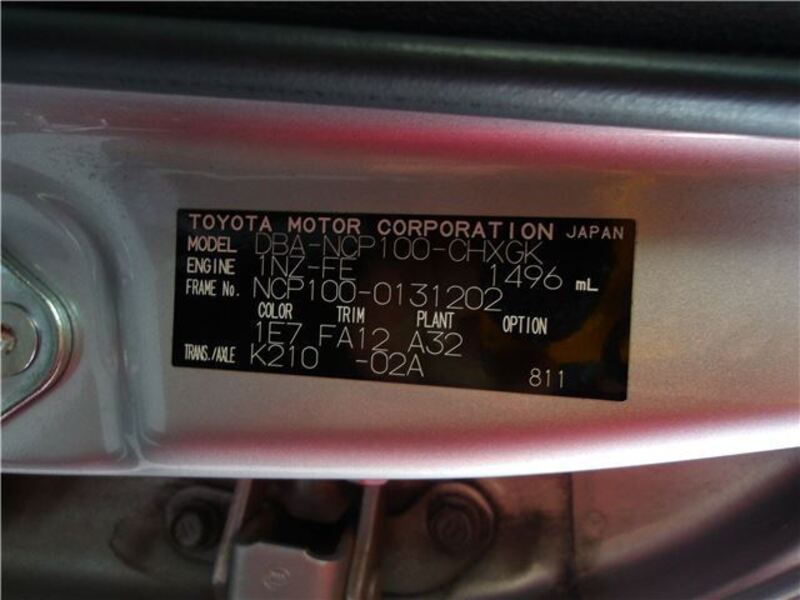 TOYOTA MOTOR CORPORATION JAPAN
MODEL DBA-NCP100-CHXGK
ENGINE 1NZ-FE 1496 mL
FRAME No. NCP100-0131202
COLOR TRIM PLANT OPTION
1E7 FA12 A32
TRANS./AXLE K210 -02A
811